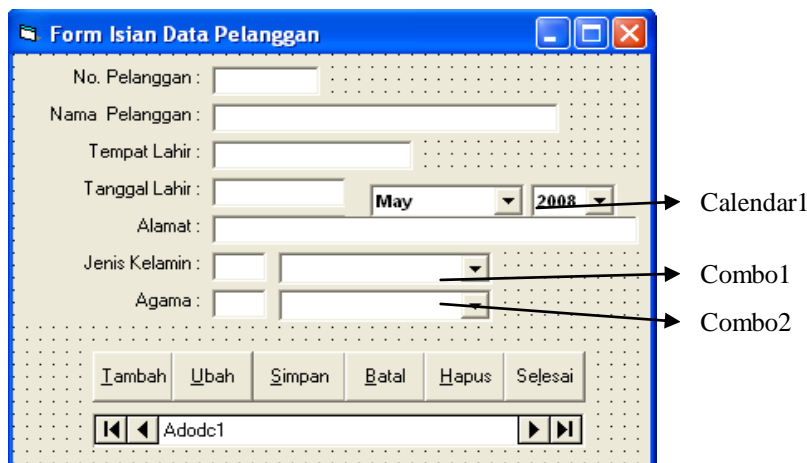 Form Isian Data Pelanggan
No. Pelanggan :
Nama Pelanggan :
Tempat Lahir :
Tanggal Lahir : May 2008 Calendar1
Alamat :
Jenis Kelamin : Combo1
Agama : Combo2
Tambah Ubah Simpan Batal Hapus Selesai
Adodc1